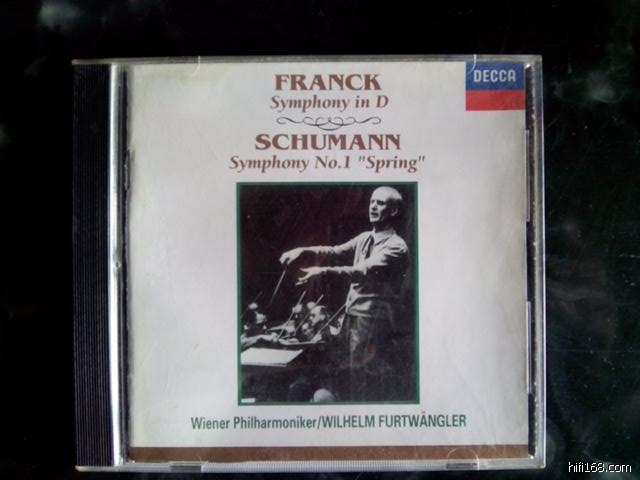 FRANCK
Symphony in D
DECCA
SCHUMANN
Symphony No.1 "Spring"
Wiener Philharmoniker/WILHELM FURTWÄNGLER
hifi168.com